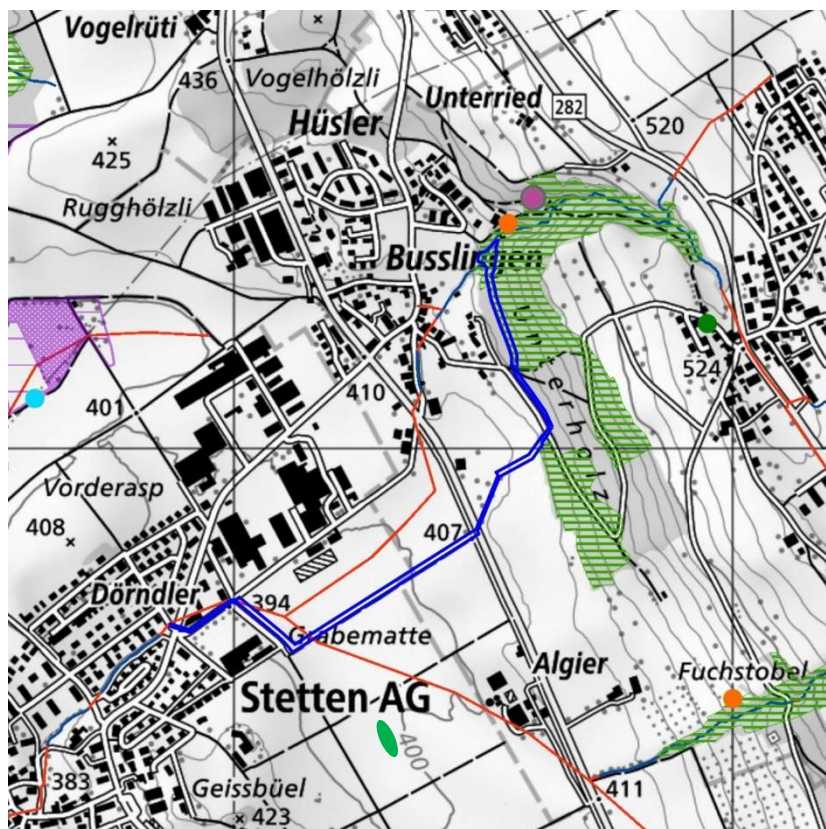 Vogelrüti
436
Vogelhölzli
Unterried
282
520
Hüsler
425
Rugghölzli
Busslingen
Unterholz
524
410
401
Vorderasp
408
407
Dörndler
394
Grabematte
Algier
Fuchstobel
Stetten AG
400
383
Geissbüel
423
411